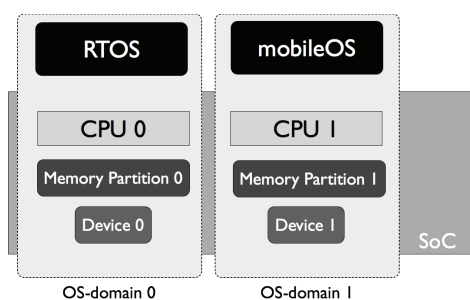 RTOS
mobileOS
CPU 0
CPU 1
Memory Partition 0
Memory Partition 1
Device 0
Device 1
SoC
OS-domain 0
OS-domain 1